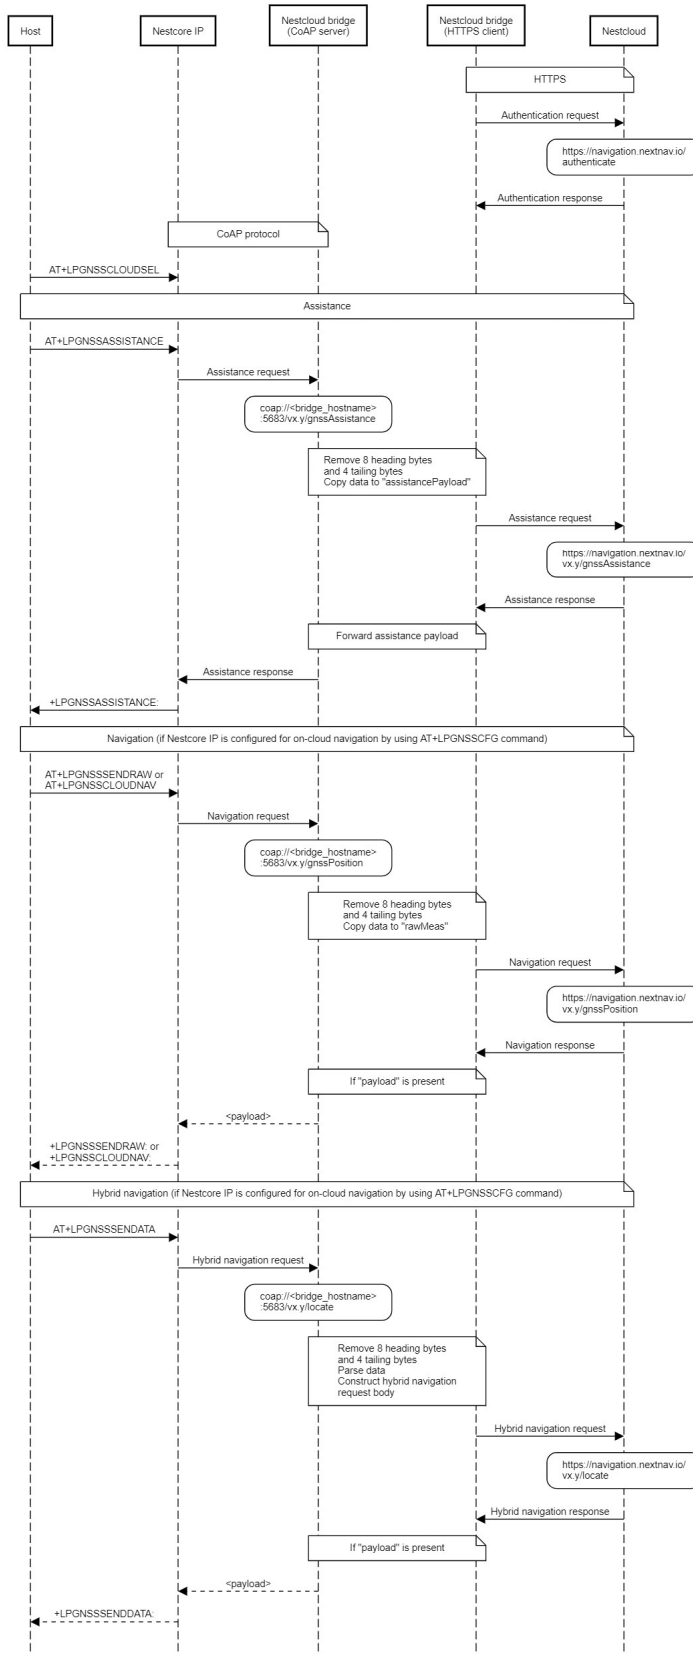 Host
Nestcore IP
Nestcloud bridge
(CoAP server)
Nestcloud bridge
(HTTPS client)
Nestcloud
HTTPS
Authentication request
https://navigation.nextnav.io/
authenticate
Authentication response
CoAP protocol
AT+LPGNSSCLOUDSEL
Assistance
AT+LPGNSSASSISTANCE
Assistance request
coap://<bridge_hostname>
:5683/vx.y/gnssAssistance
Remove 8 heading bytes
and 4 tailing bytes
Copy data to "assistancePayload"
Assistance request
https://navigation.nextnav.io/
vx.y/gnssAssistance
Assistance response
Forward assistance payload
Assistance response
+LPGNSSASSISTANCE:
Navigation (if Nestcore IP is configured for on-cloud navigation by using AT+LPGNSSCFG command)
AT+LPGNSSSENDRAW or
AT+LPGNSSCLOUDNAV
Navigation request
coap://<bridge_hostname>
:5683/vx.y/gnssPosition
Remove 8 heading bytes
and 4 tailing bytes
Copy data to "rawMeas"
Navigation request
https://navigation.nextnav.io/
vx.y/gnssPosition
Navigation response
If "payload" is present
<payload>
+LPGNSSSENDRAW: or
+LPGNSSCLOUDNAV:
Hybrid navigation (if Nestcore IP is configured for on-cloud navigation by using AT+LPGNSSCFG command)
AT+LPGNSSSENDATA
Hybrid navigation request
coap://<bridge_hostname>
:5683/vx.y/locate
Remove 8 heading bytes
and 4 tailing bytes
Parse data
Construct hybrid navigation
request body
Hybrid navigation request
https://navigation.nextnav.io/
vx.y/locate
Hybrid navigation response
If "payload" is present
<payload>
+LPGNSSSENDDATA: